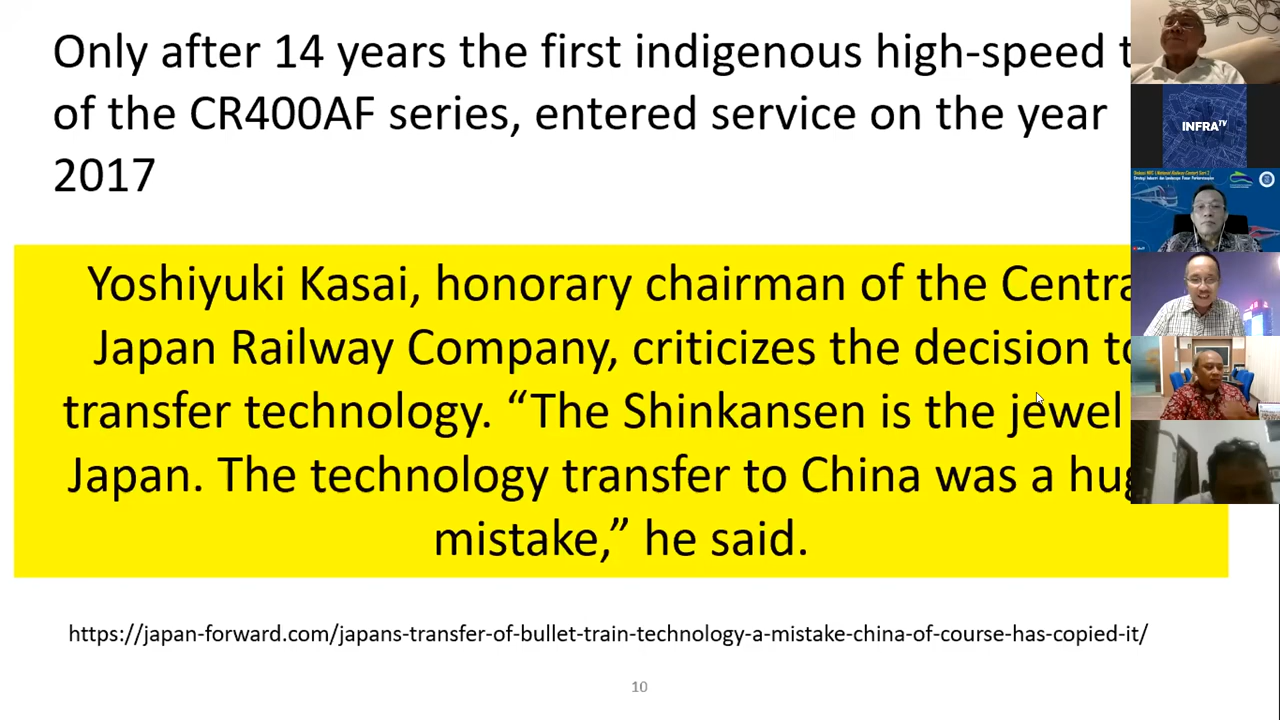 Only after 14 years the first indigenous high-speed t
of the CR400AF series, entered service on the year
2017
Yoshiyuki Kasai, honorary chairman of the Centra
Japan Railway Company, criticizes the decision to
transfer technology. “The Shinkansen is the jewel
Japan. The technology transfer to China was a hug
mistake,” he said.
https://japan-forward.com/japans-transfer-of-bullet-train-technology-a-mistake-china-of-course-has-copied-it/
10
INFRA TV